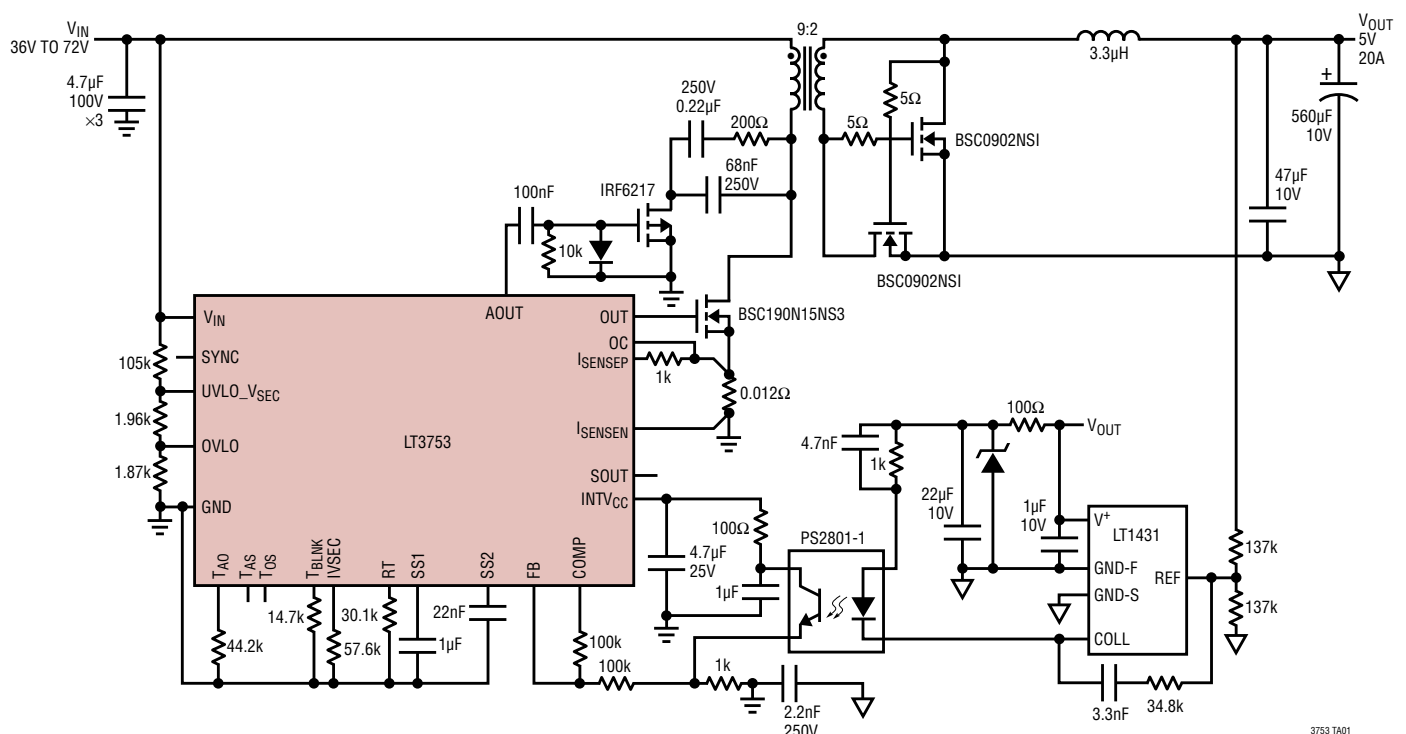 VIN
36V TO 72V
4.7µF
100V
×3
9:2
250V
0.22µF
200Ω
68nF
250V
5Ω
5Ω
BSC0902NSI
BSC0902NSI
3.3µH
VOUT
5V
20A
+
560µF
10V
47µF
10V
100nF
IRF6217
10k
BSC190N15NS3
VIN
SYNC
UVLO_VSEC
OVLO
GND
105k
1.96k
1.87k
AOUT
OUT
OC
ISENSEP
ISENSEN
SOUT
INTVCC
LT3753
1k
0.012Ω
TAO
TAS
TOS
TBLNK
IVSEC
RT
SS1
SS2
FB
COMP
44.2k
14.7k
57.6k
30.1k
1µF
22nF
4.7µF
25V
100Ω
1µF
100k
100k
1k
2.2nF
250V
PS2801-1
4.7nF
1k
22µF
10V
100Ω
VOUT
1µF
10V
V+
LT1431
GND-F
GND-S
COLL
REF
137k
137k
3.3nF
34.8k
3753 TA01